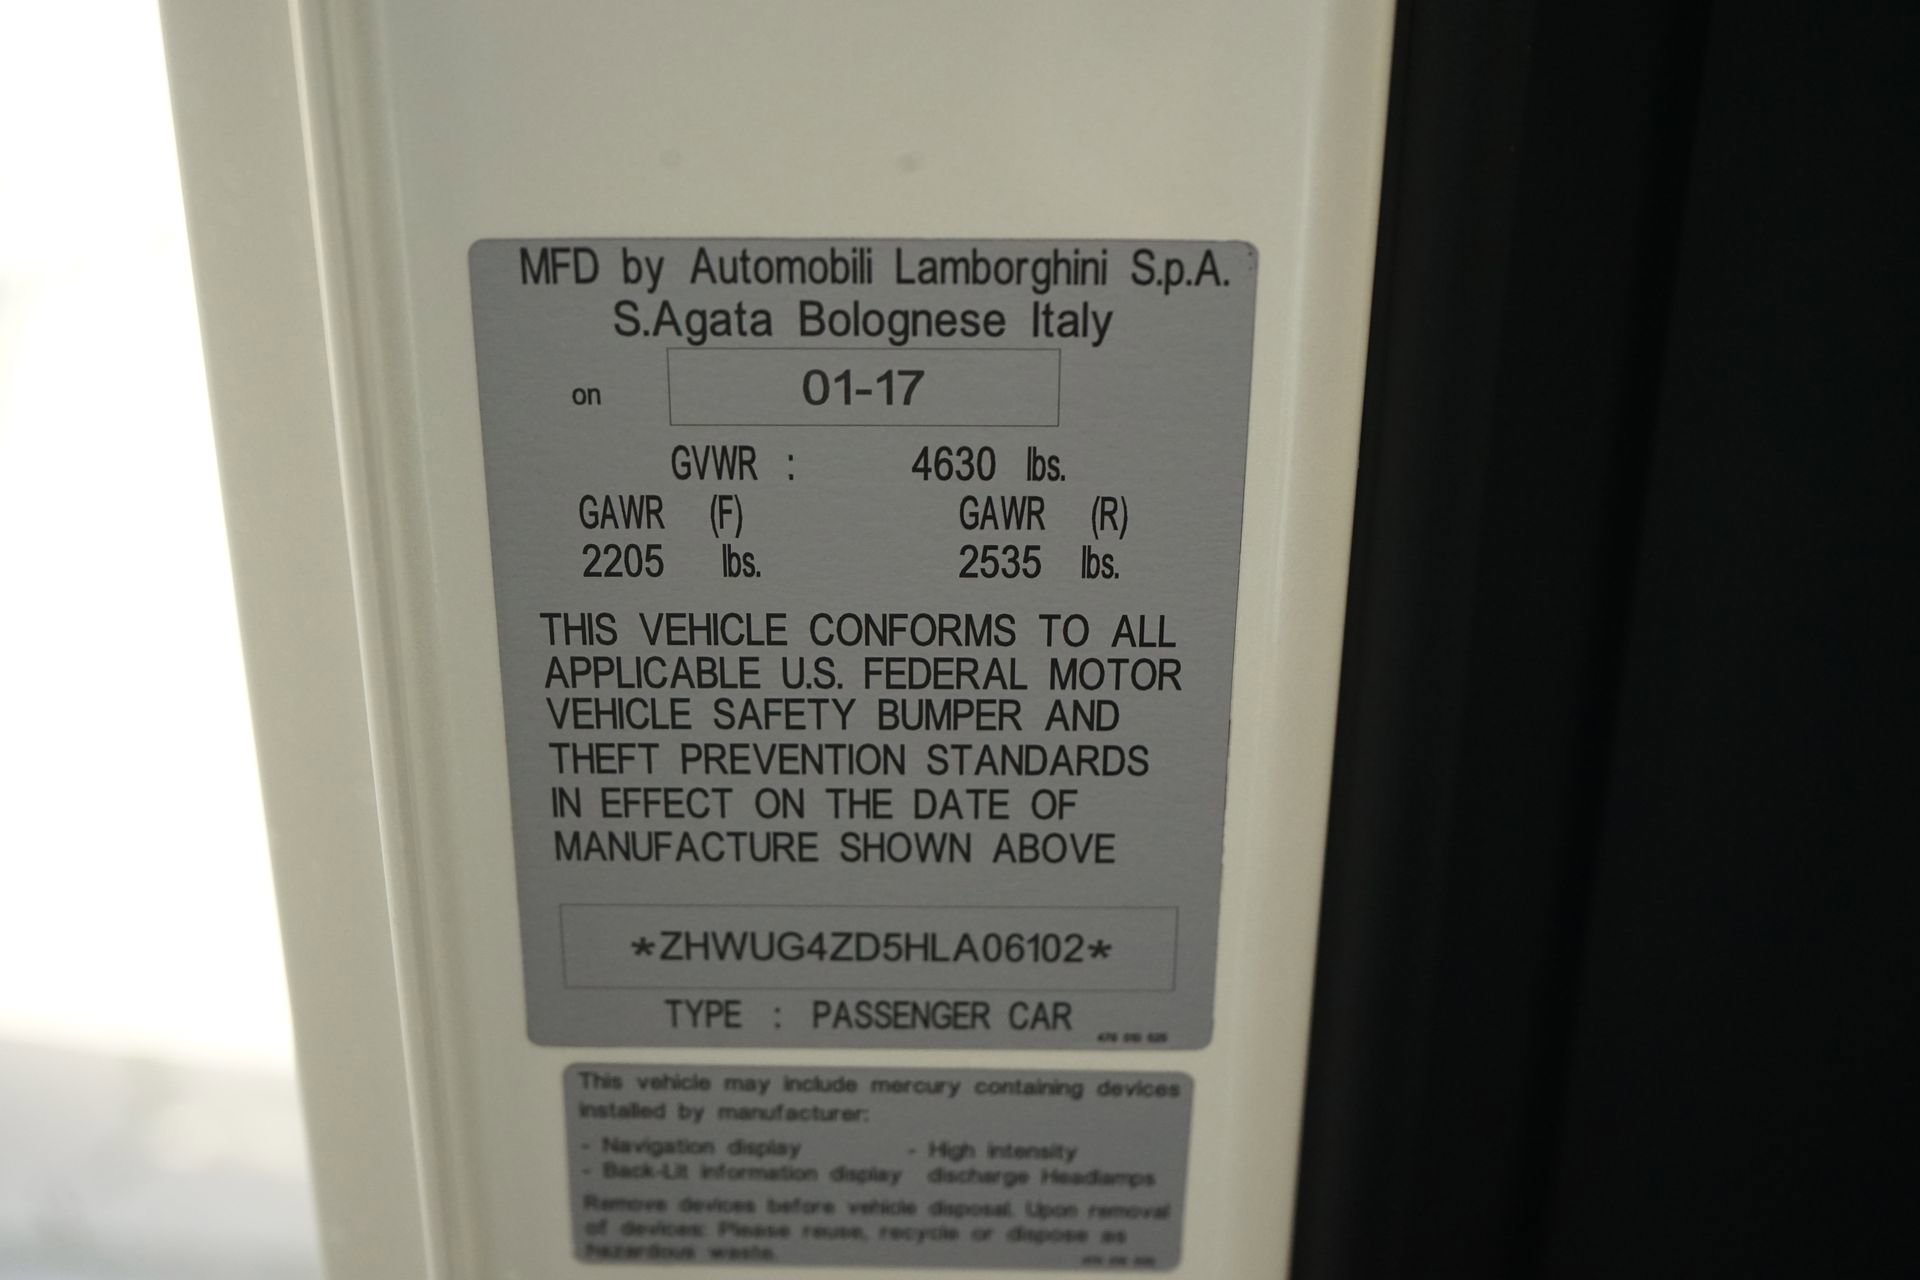 MFD by Automobili Lamborghini S.p.A.
S.Agata Bolognese Italy
on 01-17
GVWR : 4630 lbs.
GAWR (F) GAWR (R)
2205 lbs. 2535 lbs.
THIS VEHICLE CONFORMS TO ALL
APPLICABLE U.S. FEDERAL MOTOR
VEHICLE SAFETY BUMPER AND
THEFT PREVENTION STANDARDS
IN EFFECT ON THE DATE OF
MANUFACTURE SHOWN ABOVE
*ZHWUG4ZD5HLA06102*
TYPE : PASSENGER CAR
This vehicle may include mercury containing devices
installed by manufacturer:
- Navigation display - High intensity
- Back-Lit information display discharge Headlamps
Remove devices before vehicle disposal. Upon removal
of devices: Please reuse, recycle or dispose as
hazardous waste.